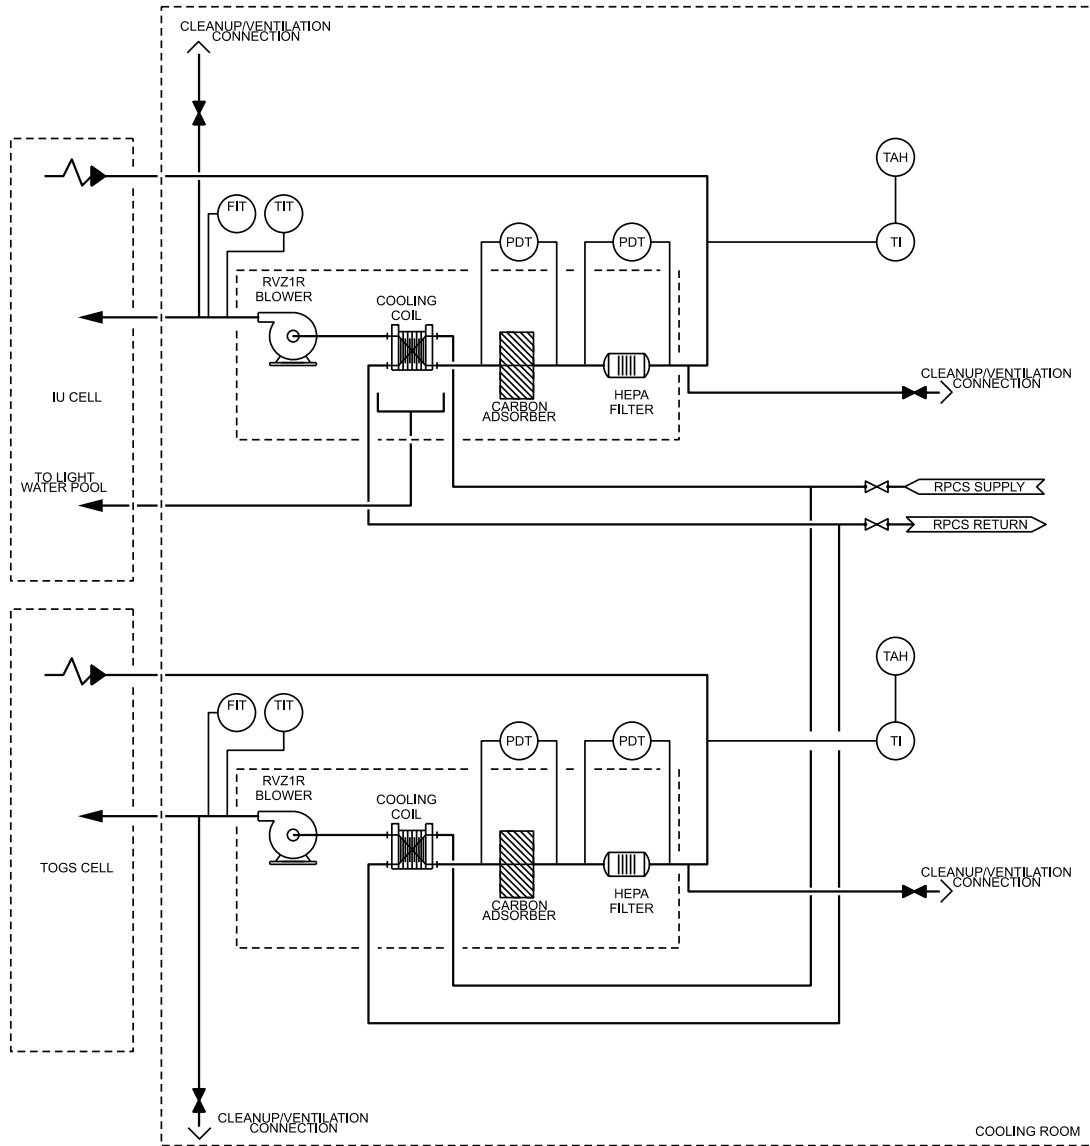 CLEANUP/VENTILATION
CONNECTION
TAH
FIT
TIT
PDT
PDT
TI
RVZ1R
BLOWER
COOLING
COIL
CARBON
ADSORBER
HEPA
FILTER
CLEANUP/VENTILATION
CONNECTION
IU CELL
TO LIGHT
WATER POOL
RPCS SUPPLY
RPCS RETURN
TAH
FIT
TIT
PDT
PDT
TI
RVZ1R
BLOWER
COOLING
COIL
CARBON
ADSORBER
HEPA
FILTER
CLEANUP/VENTILATION
CONNECTION
TOGS CELL
CLEANUP/VENTILATION
CONNECTION
COOLING ROOM